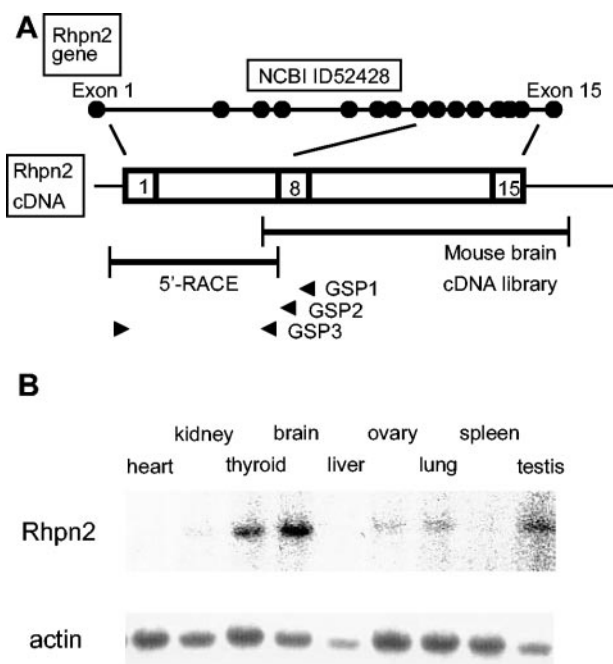 A
Rhpn2
gene
NCBI ID52428
Exon 1
Exon 15
Rhpn2
cDNA
1
8
15
5'-RACE
Mouse brain
cDNA library
GSP1
GSP2
GSP3
B
kidney brain ovary spleen
heart thyroid liver lung testis
Rhpn2
actin